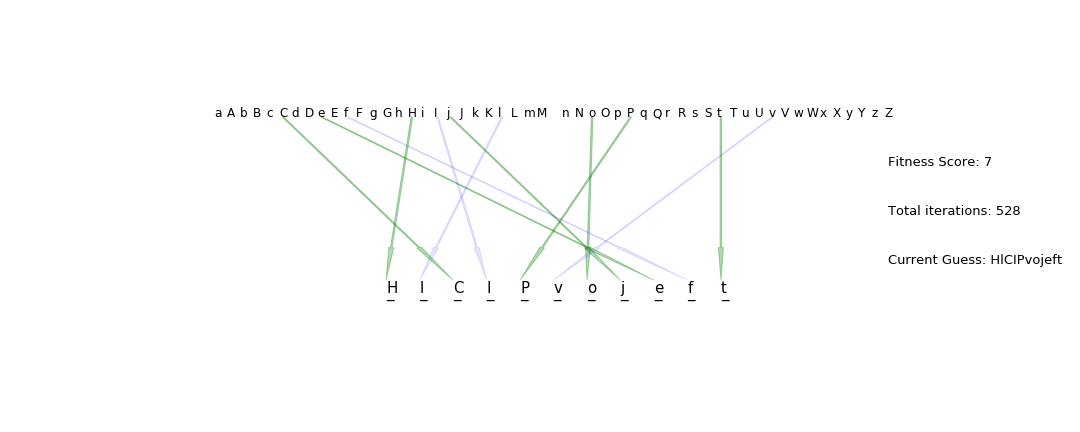 a A b B c C d D e E f F g G h H i I j J k K l L m M n N o O p P q Q r R s S t T u U v V w W x X y Y z Z
Fitness Score: 7
Total iterations: 528
Current Guess: HlCIPvojeft
H l C I P v o j e f t